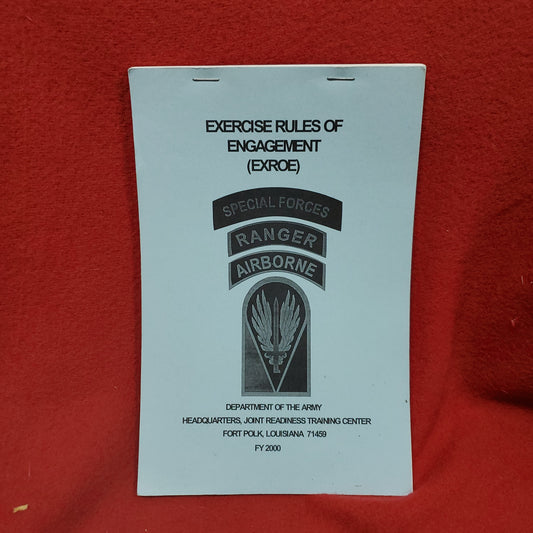 EXERCISE RULES OF
ENGAGEMENT
(EXROE)
SPECIAL FORCES
RANGER
AIRBORNE
DEPARTMENT OF THE ARMY
HEADQUARTERS, JOINT READINESS TRAINING CENTER
FORT POLK, LOUISIANA 71459
FY 2000